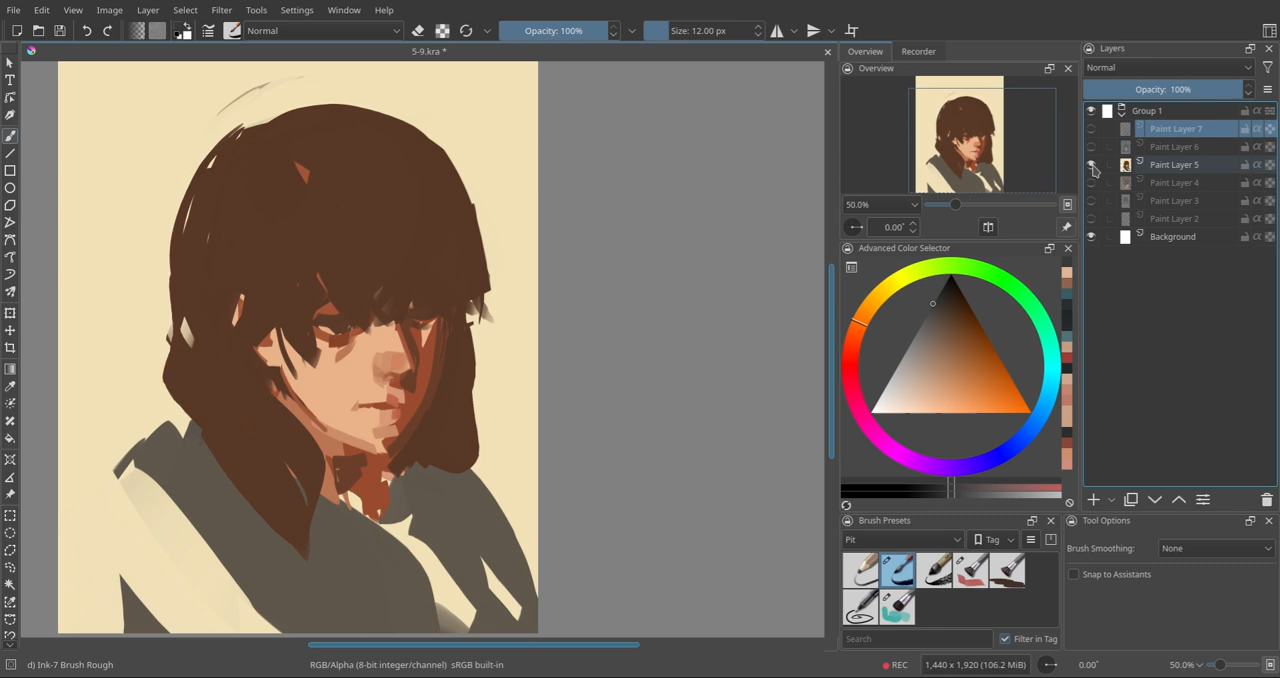 File Edit View Image Layer Select Filter Tools Settings Window Help
Normal Opacity: 100% Size: 12.00 px
5-9.kra *
Overview Recorder
Overview
50.0%
0.00°
Advanced Color Selector
Brush Presets
Pit Tag
Search Filter in Tag
Layers
Normal
Opacity: 100%
Group 1
Paint Layer 7
Paint Layer 6
Paint Layer 5
Paint Layer 4
Paint Layer 3
Paint Layer 2
Background
Tool Options
Brush Smoothing: None
Snap to Assistants
d) Ink-7 Brush Rough RGB/Alpha (8-bit integer/channel) sRGB built-in REC 1,440 x 1,920 (106.2 MiB) 0.00° 50.0%